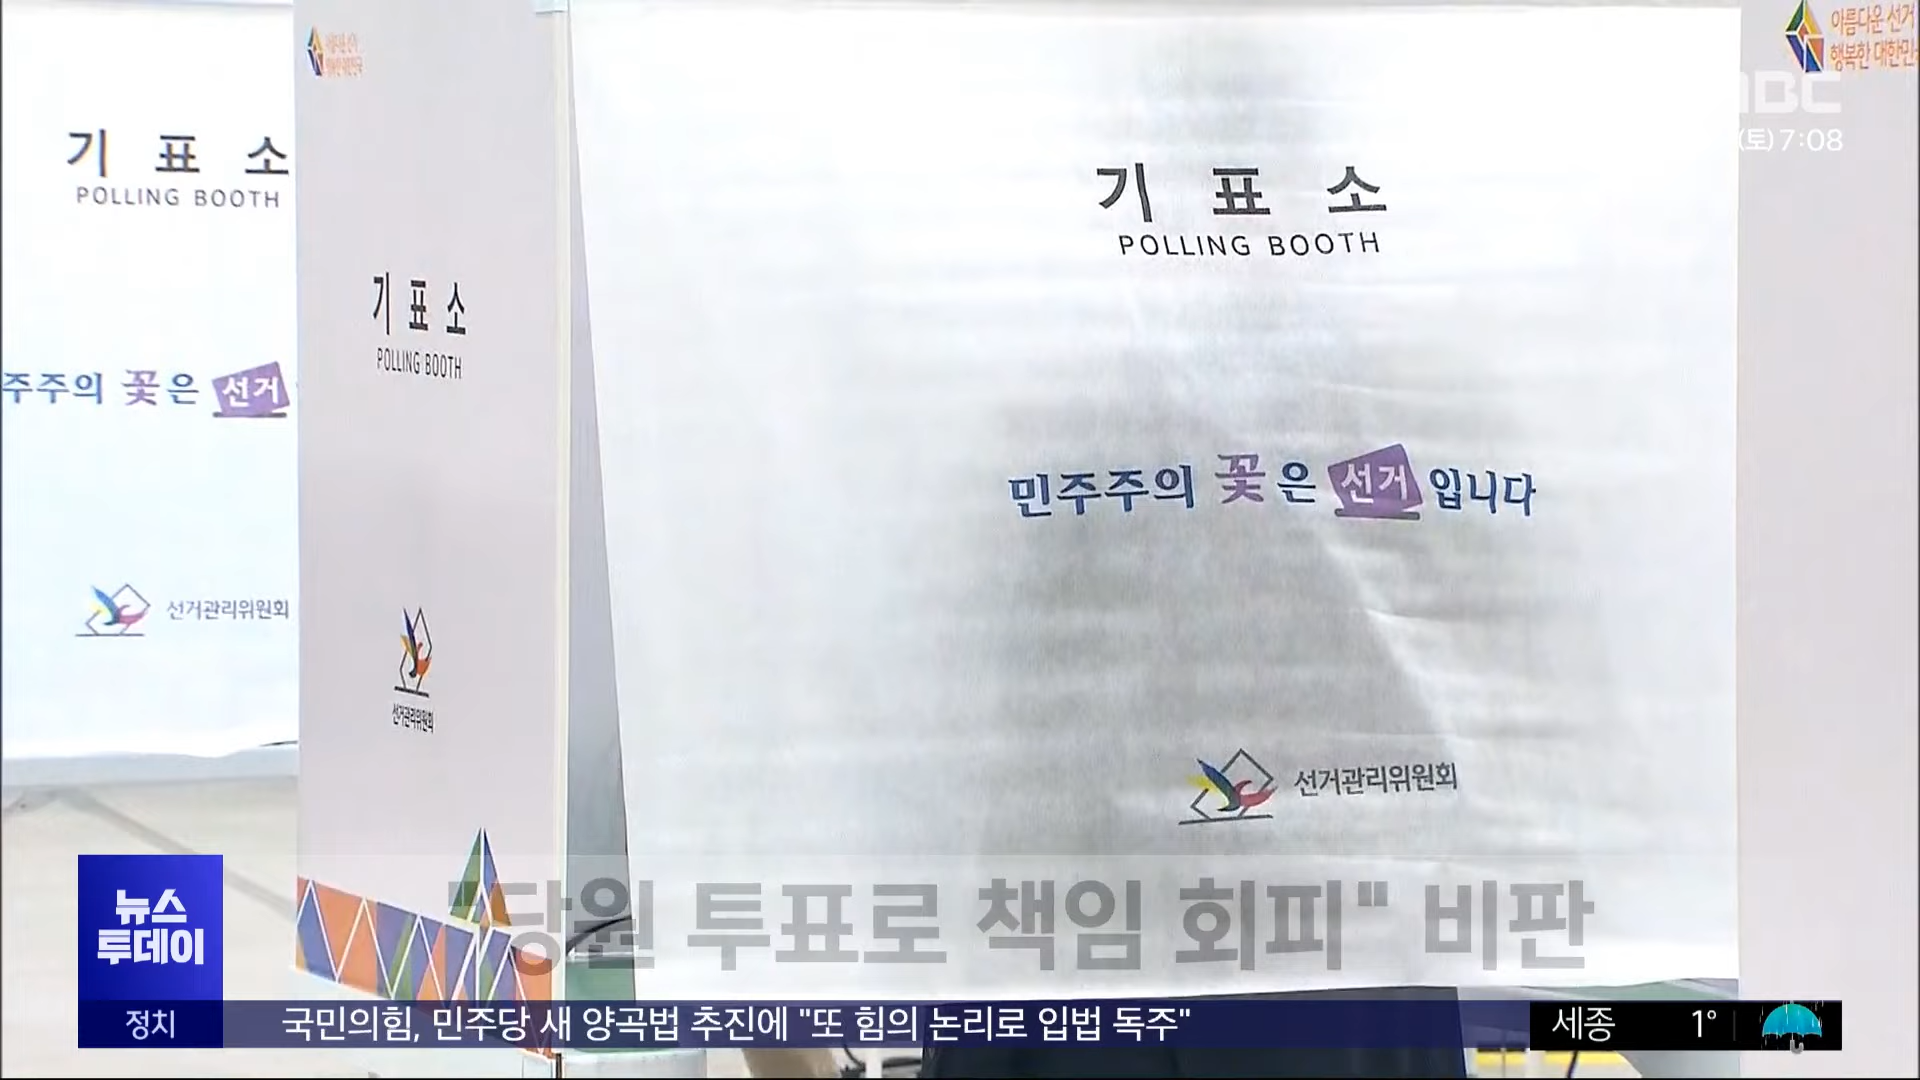 아름다운 선거
행복한 대한민
MBC
(토) 7:08
기 표 소
POLLING BOOTH
주주의 꽃은 선거
선거관리위원회
기 표 소
POLLING BOOTH
선거관리위원회
기 표 소
POLLING BOOTH
민주주의 꽃은 선거입니다
선거관리위원회
뉴스
투데이
"당원 투표로 책임 회피" 비판
정치
국민의힘, 민주당 새 양곡법 추진에 "또 힘의 논리로 입법 독주"
세종 1°